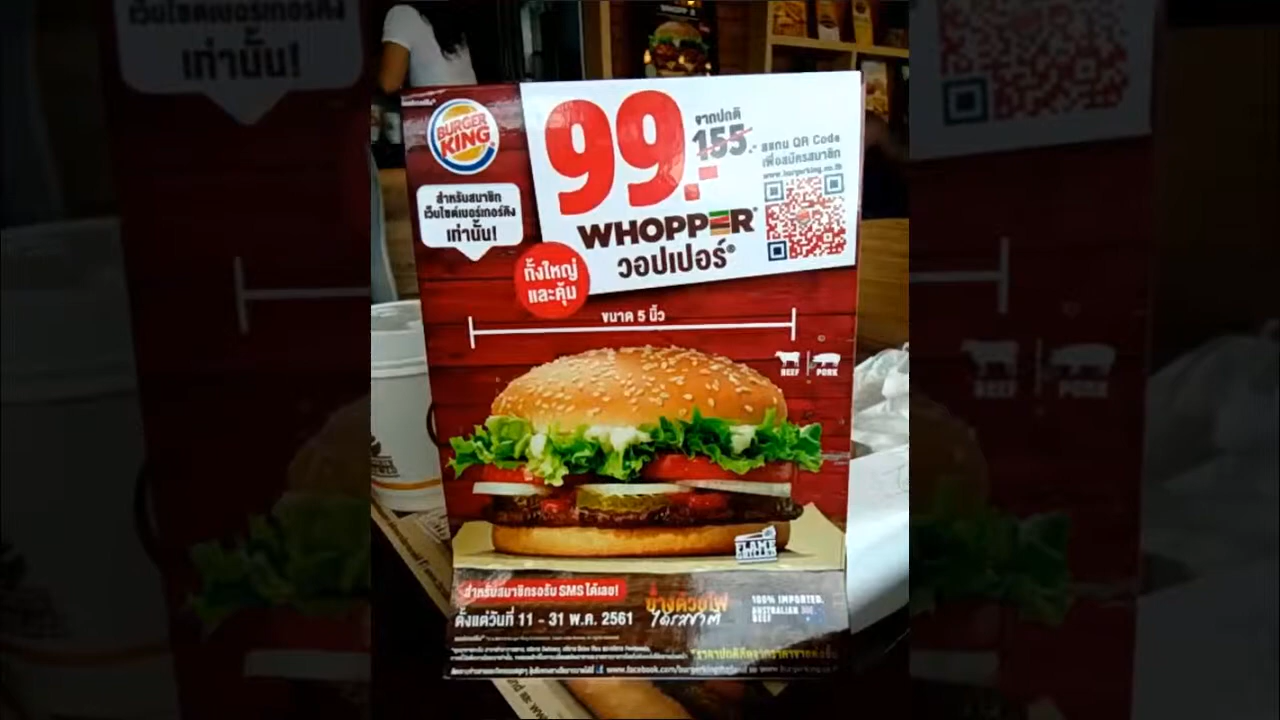 WHOPPER
BURGER KING
99.-
จากปกติ
155.-
สแกน QR Code
เพื่อสมัครสมาชิก
www.burgerking.co.th
สำหรับสมาชิก
เว็บไซต์เบอร์เกอร์คิง
เท่านั้น!
WHOPPER®
วอปเปอร์®
ทั้งใหญ่
และคุ้ม
ขนาด 5 นิ้ว
BEEF | PORK
FLAME GRILLED
สำหรับสมาชิกรอรับ SMS ได้เลย!
ตั้งแต่วันที่ 11 - 31 พ.ค. 2561
ย่างด้วยไฟ
ได้รสชาติ
100% IMPORTED
AUSTRALIAN
BEEF
www.facebook.com/burgerkingthailand